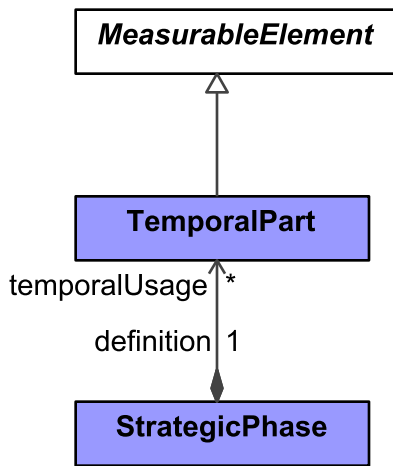 MeasurableElement
TemporalPart
temporalUsage *
definition 1
StrategicPhase